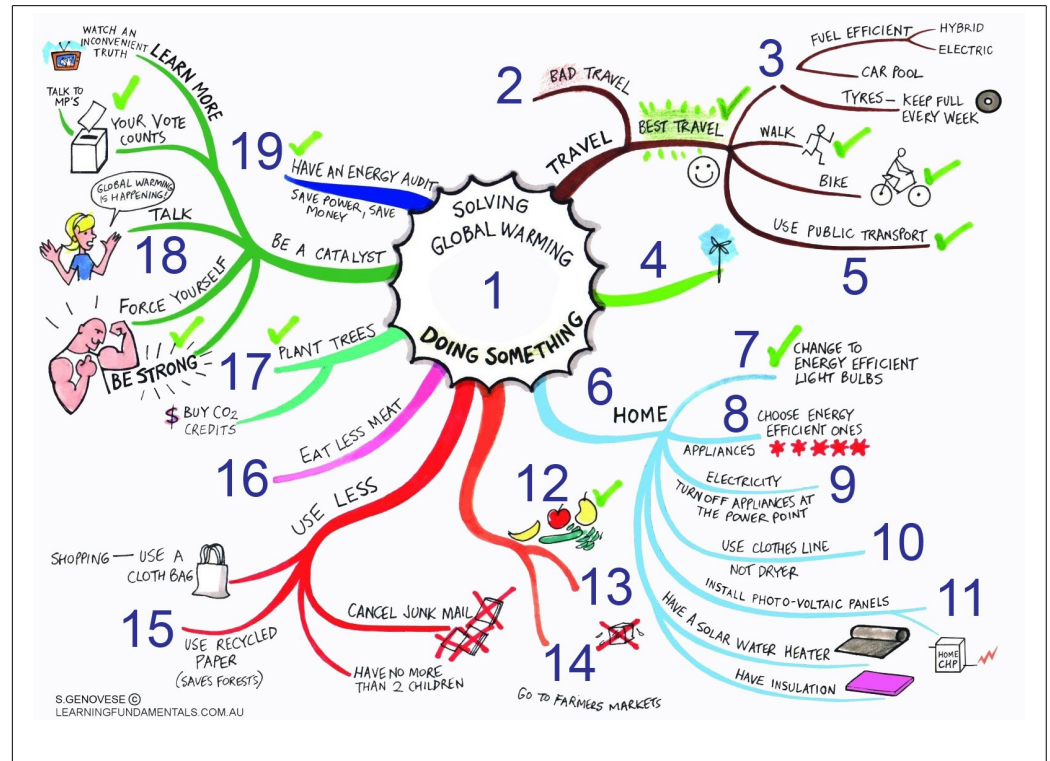 SOLVING
GLOBAL WARMING
1
DOING SOMETHING
TRAVEL
2
BAD TRAVEL
BEST TRAVEL
3
FUEL EFFICIENT
HYBRID
ELECTRIC
CAR POOL
TYRES — KEEP FULL
EVERY WEEK
WALK
BIKE
USE PUBLIC TRANSPORT
5
4
6
HOME
7
CHANGE TO
ENERGY EFFICIENT
LIGHT BULBS
8
CHOOSE ENERGY
EFFICIENT ONES
APPLIANCES
ELECTRICITY
9
TURN OFF APPLIANCES AT
THE POWER POINT
USE CLOTHES LINE
10
NOT DRYER
INSTALL PHOTO-VOLTAIC PANELS
11
HOME
CHP
HAVE A SOLAR WATER HEATER
HAVE INSULATION
12
13
14
GO TO FARMERS MARKETS
USE LESS
SHOPPING — USE A
CLOTH BAG
15
USE RECYCLED
PAPER
(SAVES FORESTS)
CANCEL JUNK MAIL
HAVE NO MORE
THAN 2 CHILDREN
EAT LESS MEAT
16
17
PLANT TREES
$ BUY CO2
CREDITS
BE A CATALYST
LEARN MORE
WATCH AN
INCONVENIENT
TRUTH
TALK TO
MP'S
YOUR VOTE
COUNTS
GLOBAL WARMING
IS HAPPENING!
TALK
18
FORCE YOURSELF
BE STRONG
19
HAVE AN ENERGY AUDIT
SAVE POWER, SAVE
MONEY
S.GENOVESE ©
LEARNINGFUNDAMENTALS.COM.AU